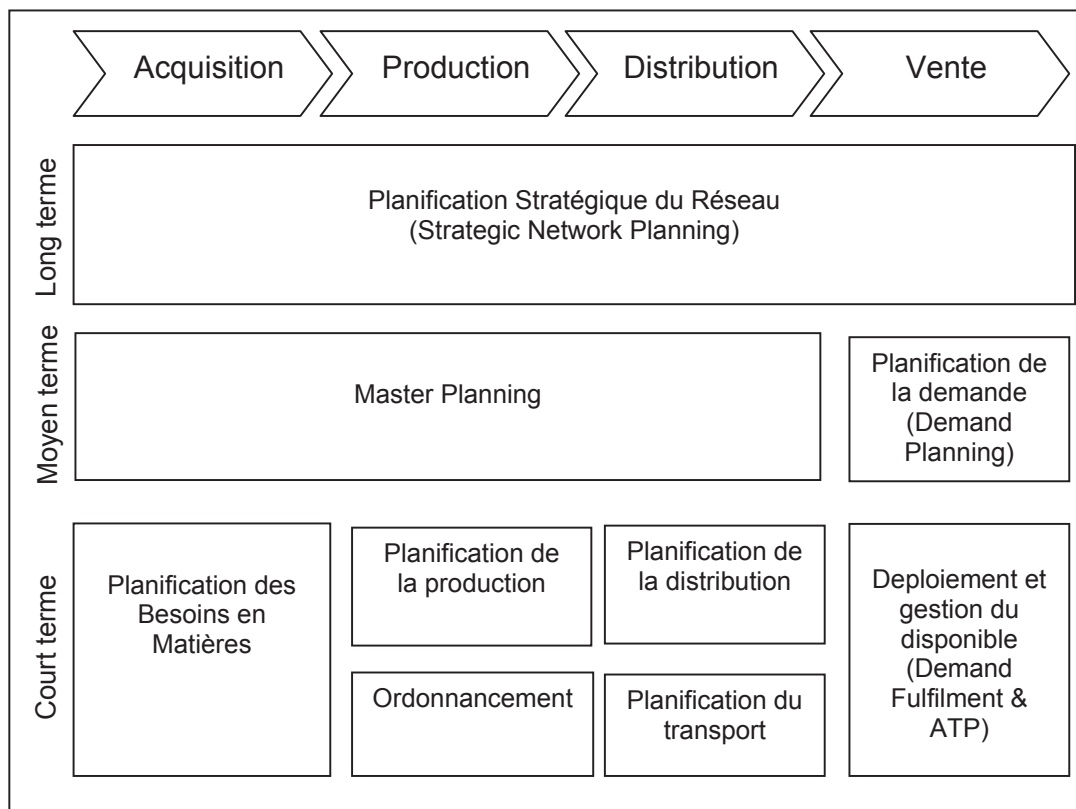 Acquisition
Production
Distribution
Vente
Long terme
Planification Stratégique du Réseau
(Strategic Network Planning)
Moyen terme
Master Planning
Planification de
la demande
(Demand
Planning)
Court terme
Planification des
Besoins en
Matières
Planification de
la production
Ordonnancement
Planification de
la distribution
Planification du
transport
Deploiement et
gestion du
disponible
(Demand
Fulfilment &
ATP)